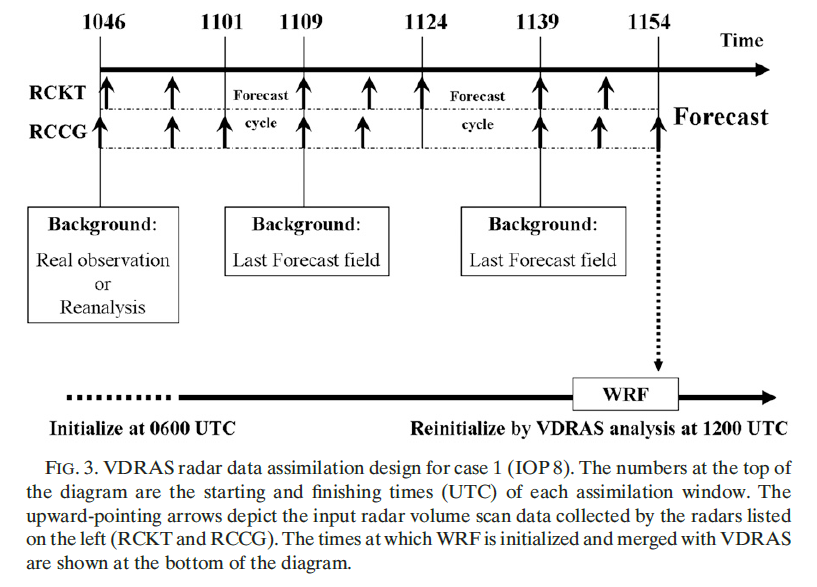 1046 1101 1109 1124 1139 1154
Time
RCKT Forecast Forecast
Forecast
RCCG cycle cycle
Background: Background: Background:
Real observation Last Forecast field Last Forecast field
or
Reanalysis
WRF
Initialize at 0600 UTC Reinitialize by VDRAS analysis at 1200 UTC
FIG. 3. VDRAS radar data assimilation design for case 1 (IOP 8). The numbers at the top of
the diagram are the starting and finishing times (UTC) of each assimilation window. The
upward-pointing arrows depict the input radar volume scan data collected by the radars listed
on the left (RCKT and RCCG). The times at which WRF is initialized and merged with VDRAS
are shown at the bottom of the diagram.